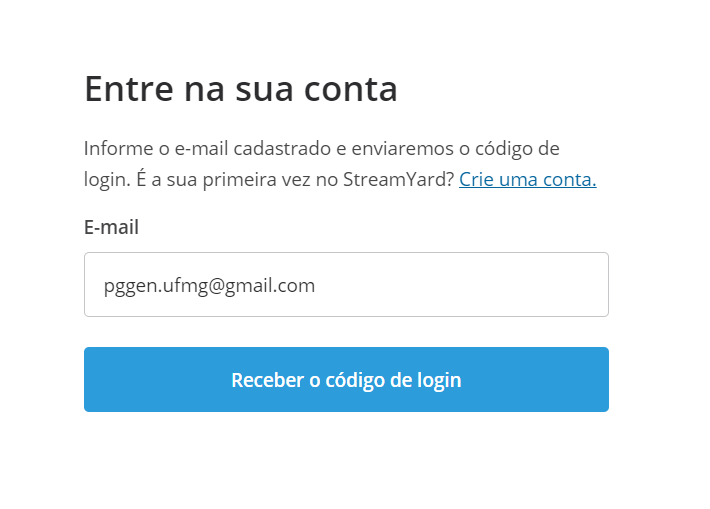 Entre na sua conta
Informe o e-mail cadastrado e enviaremos o código de
login. É a sua primeira vez no StreamYard? Crie uma conta.
E-mail
pggen.ufmg@gmail.com
Receber o código de login